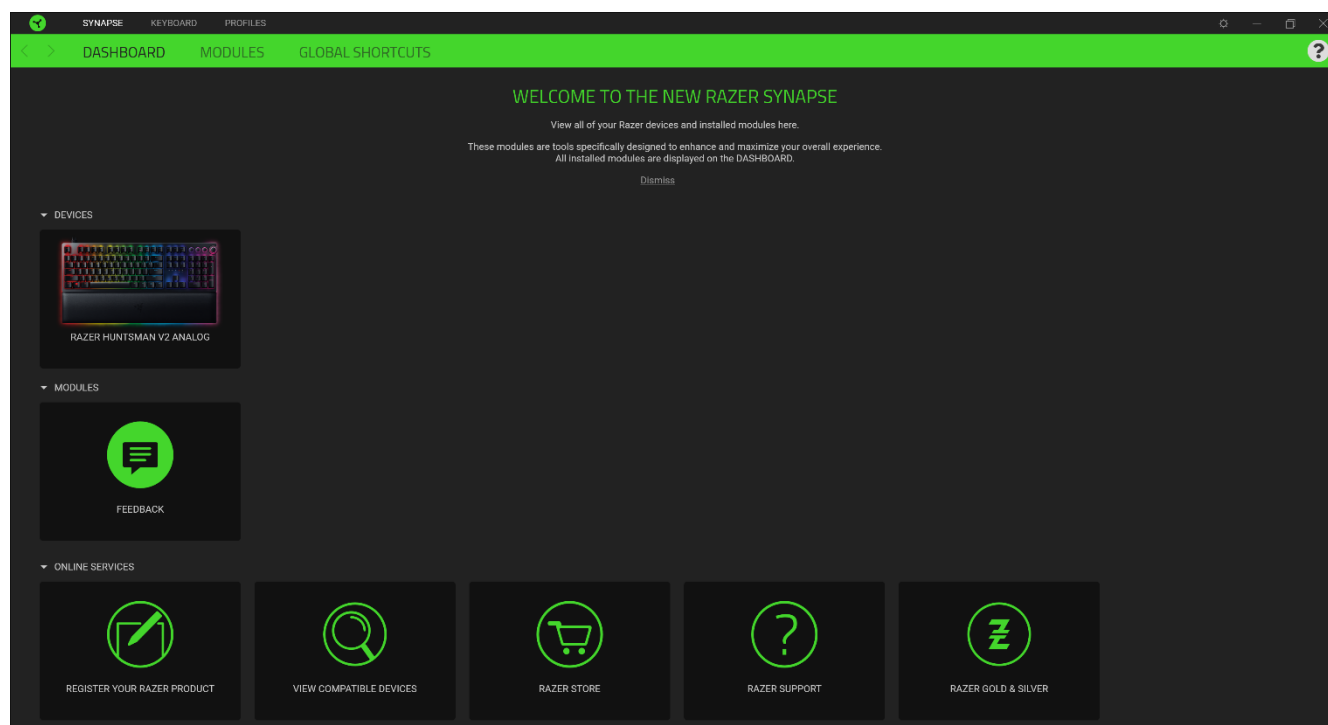 SYNAPSE KEYBOARD PROFILES
DASHBOARD MODULES GLOBAL SHORTCUTS
?
WELCOME TO THE NEW RAZER SYNAPSE
View all of your Razer devices and installed modules here.
These modules are tools specifically designed to enhance and maximize your overall experience.
All installed modules are displayed on the DASHBOARD.
Dismiss
DEVICES
RAZER HUNTSMAN V2 ANALOG
MODULES
FEEDBACK
ONLINE SERVICES
REGISTER YOUR RAZER PRODUCT
VIEW COMPATIBLE DEVICES
RAZER STORE
?
RAZER SUPPORT
RAZER GOLD & SILVER